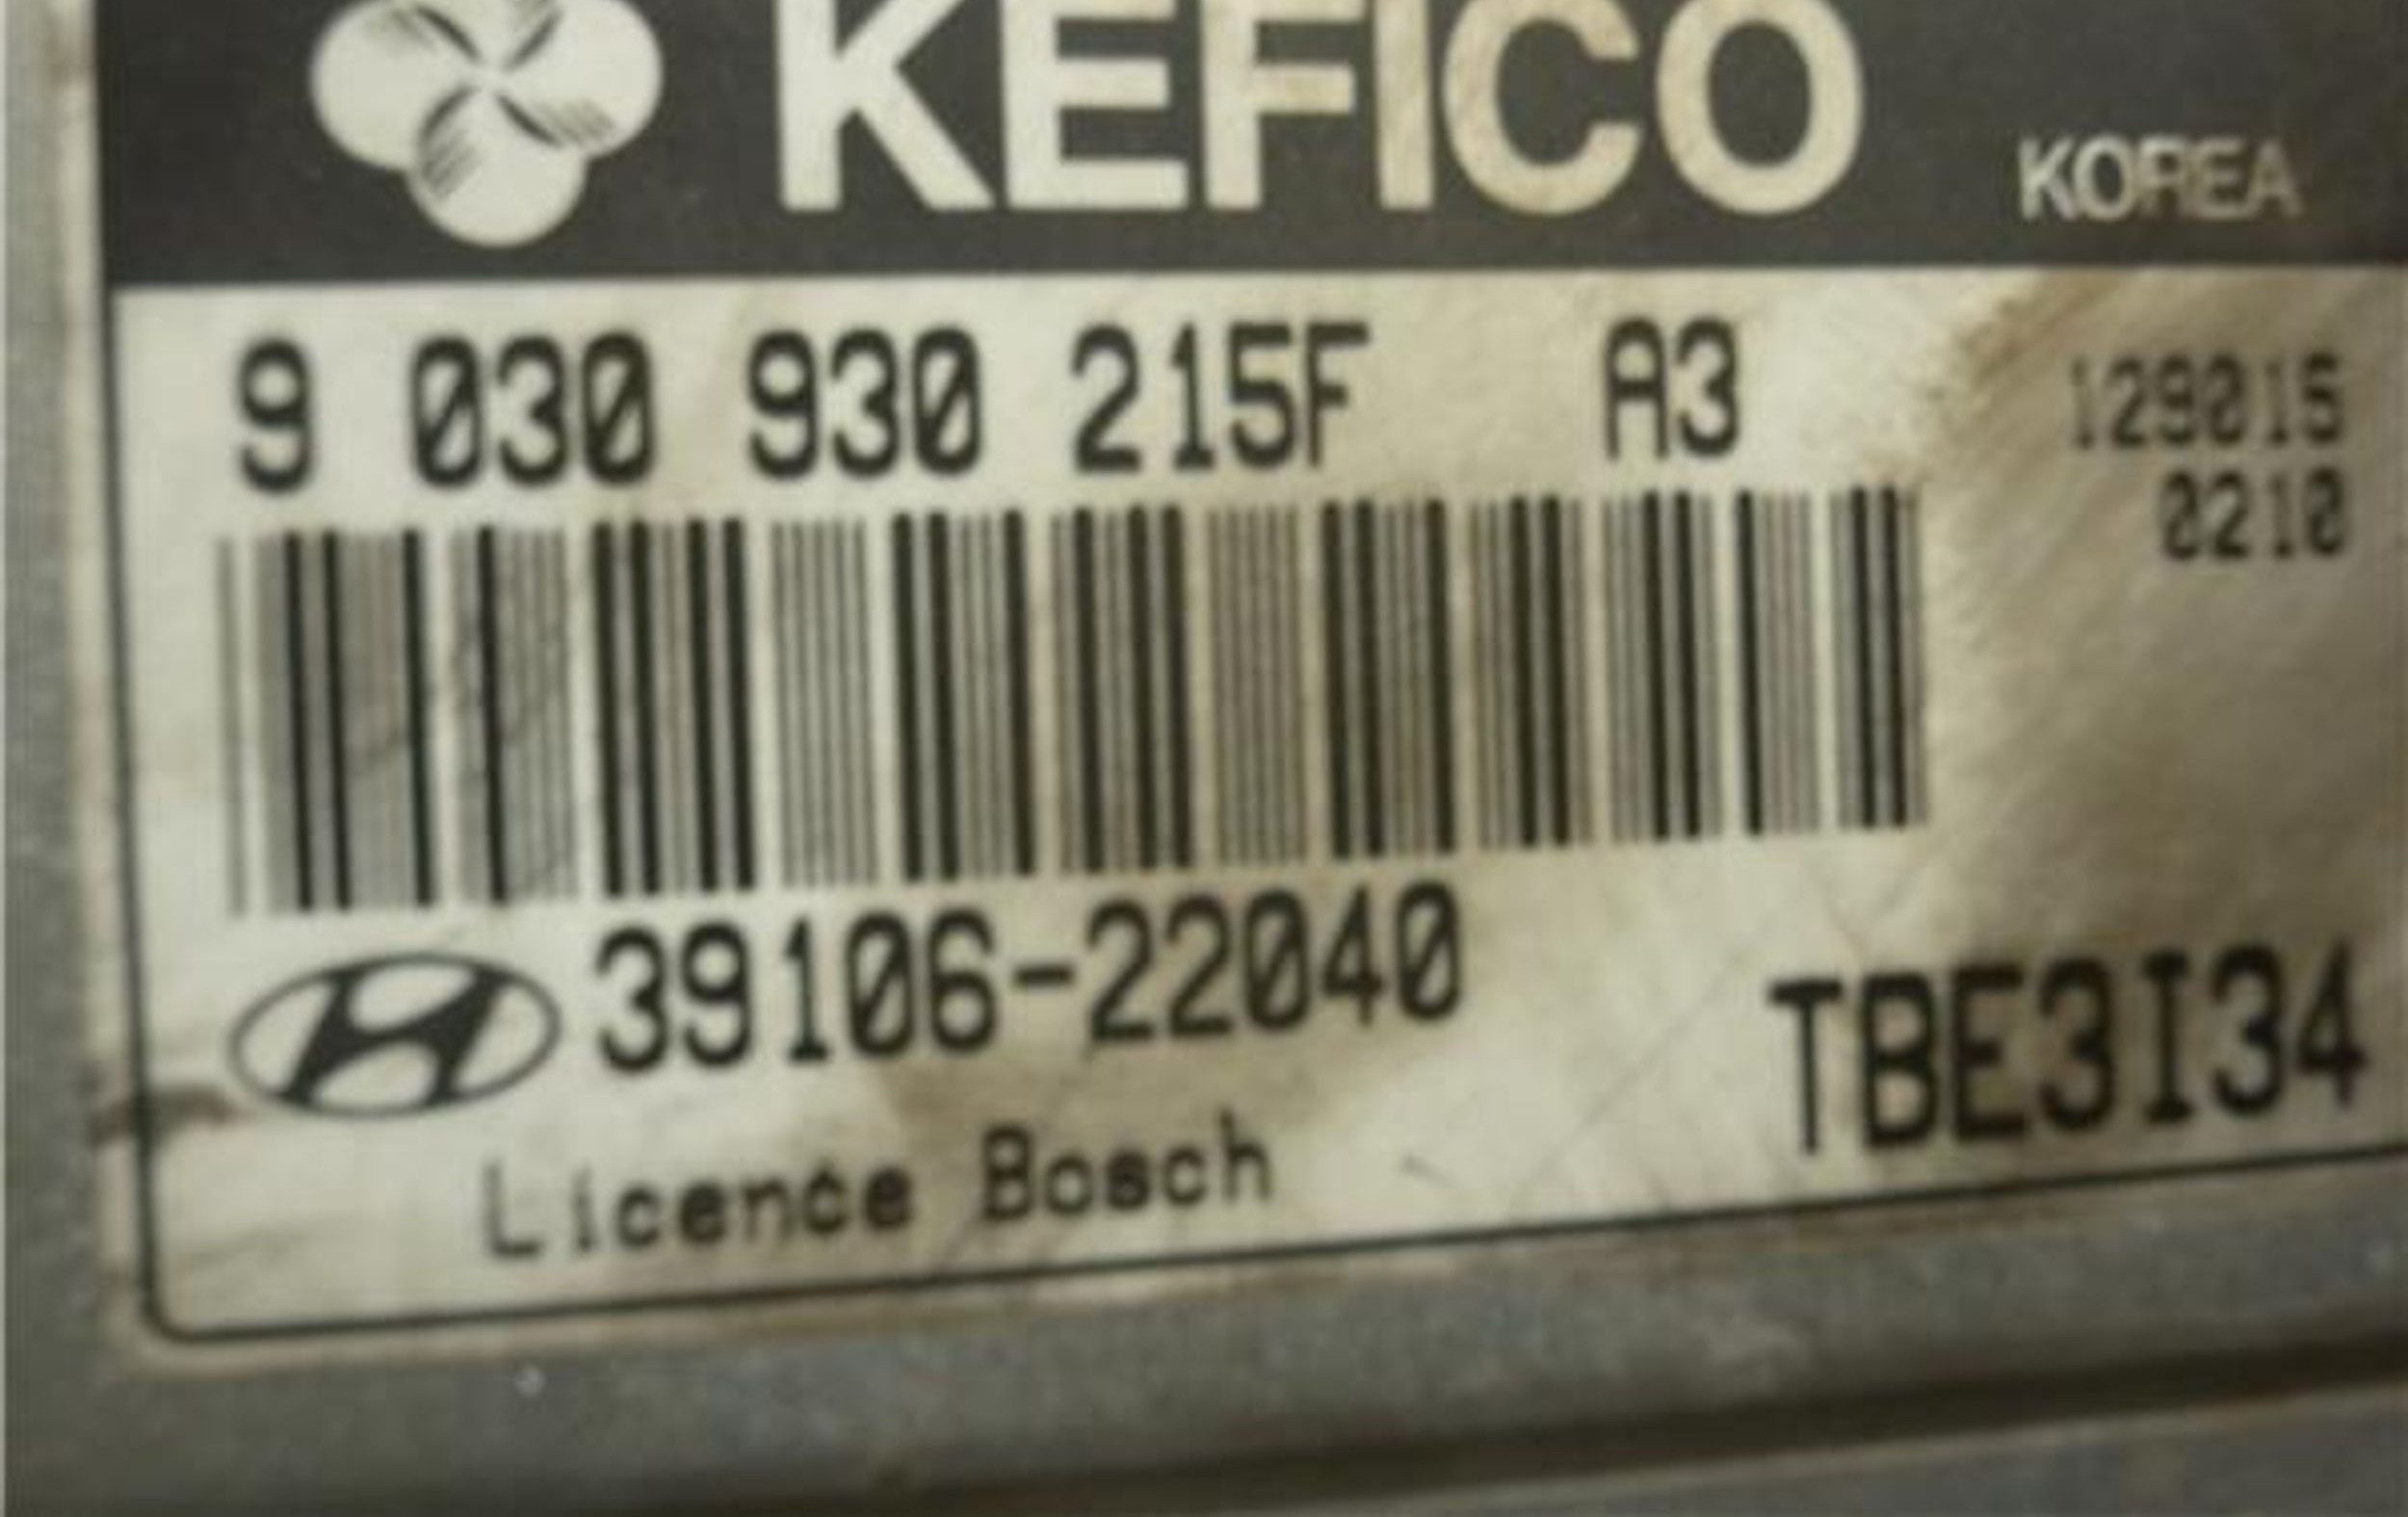 KEFICO KOREA
9 030 930 215F A3
129015
0210
39106-22040
TBE3I34
Licence Bosch